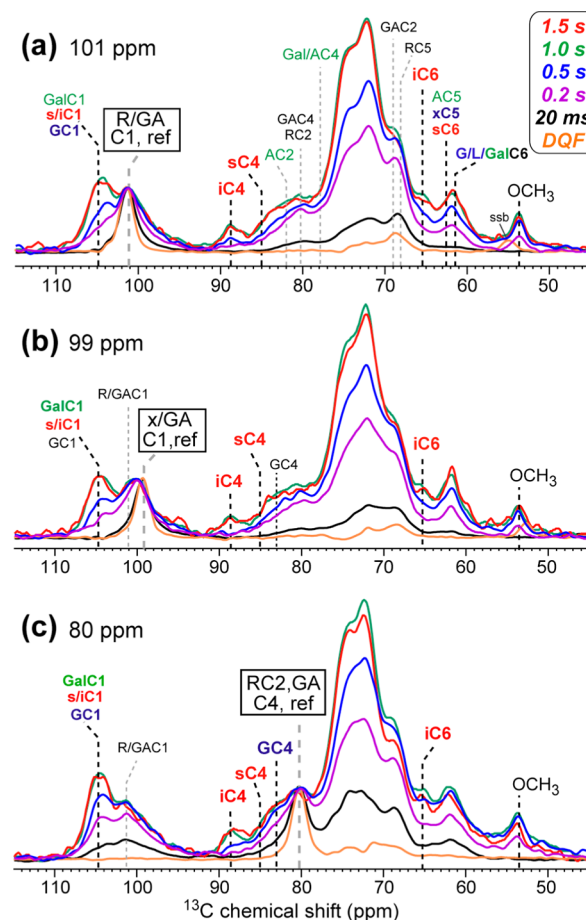 (a) 101 ppm
GalC1
s/iC1
GC1
R/GA
C1, ref
iC4
sC4
AC2
GAC4
RC2
Gal/AC4
GAC2
RC5
iC6
AC5
xC5
sC6
G/L/GalC6
ssb
OCH3
1.5 s
1.0 s
0.5 s
0.2 s
20 ms
DQF
110 100 90 80 70 60 50
(b) 99 ppm
GalC1
s/iC1
GC1
R/GAC1
x/GA
C1,ref
iC4
sC4
GC4
iC6
OCH3
110 100 90 80 70 60 50
(c) 80 ppm
GalC1
s/iC1
GC1
R/GAC1
RC2,GA
C4, ref
iC4
sC4
GC4
iC6
OCH3
110 100 90 80 70 60 50
13C chemical shift (ppm)